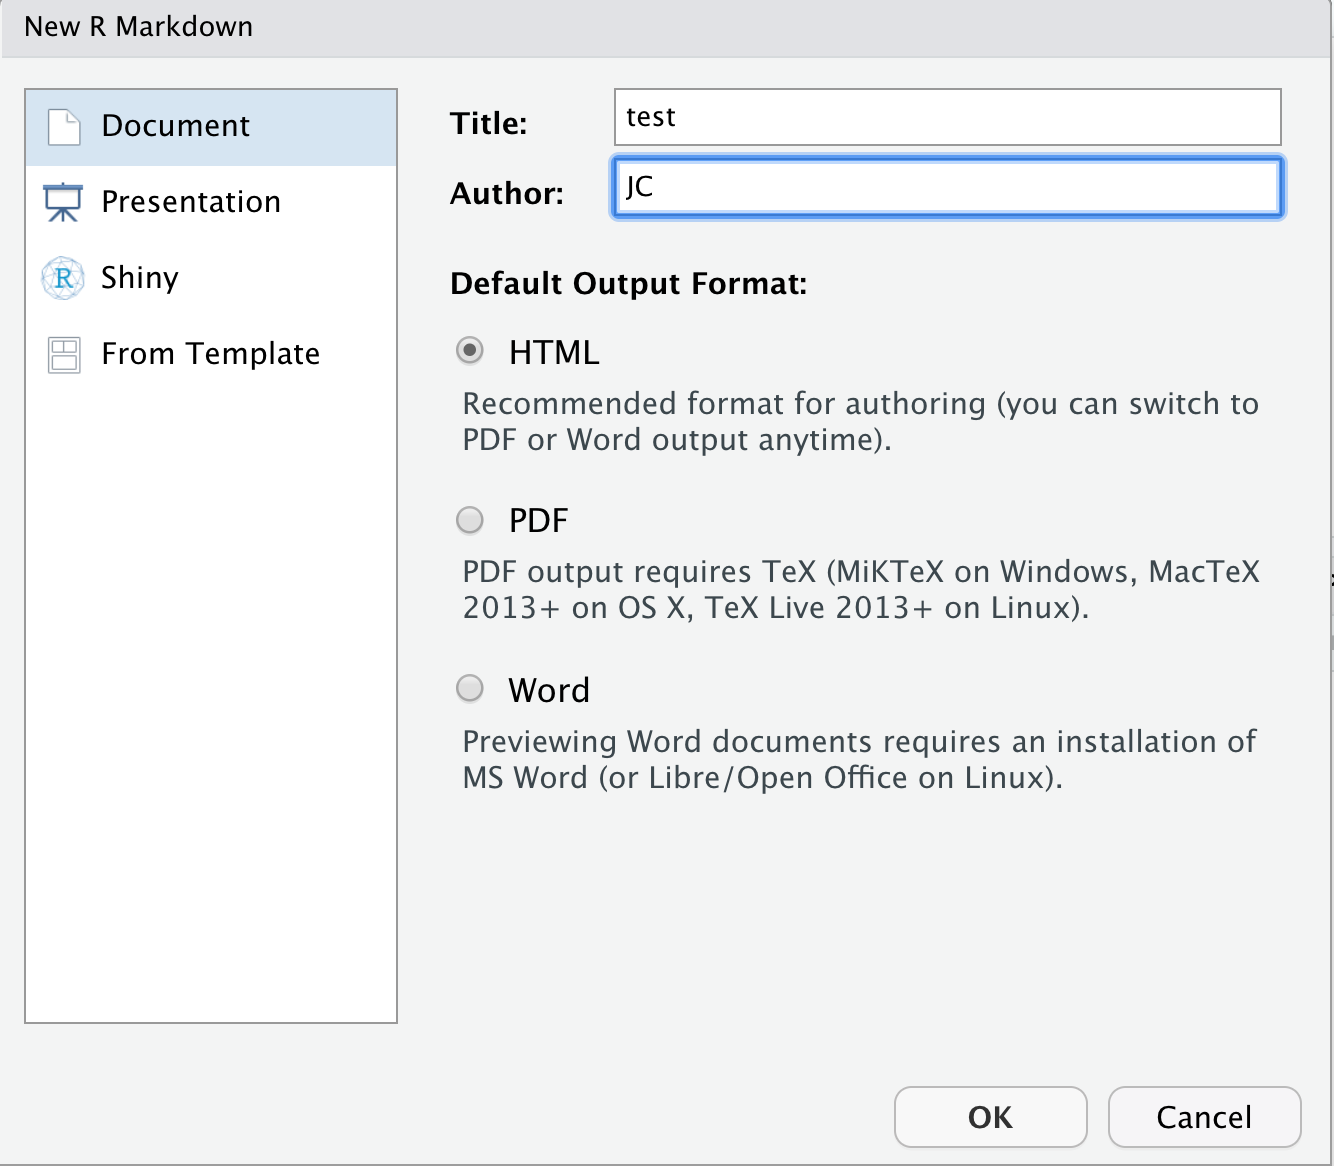 New R Markdown
Document
Presentation
R
Shiny
From Template
Title:
test
Author:
JC
Default Output Format:
HTML
Recommended format for authoring (you can switch to
PDF or Word output anytime).
PDF
PDF output requires TeX (MiKTeX on Windows, MacTeX
2013+ on OS X, TeX Live 2013+ on Linux).
Word
Previewing Word documents requires an installation of
MS Word (or Libre/Open Office on Linux).
OK
Cancel